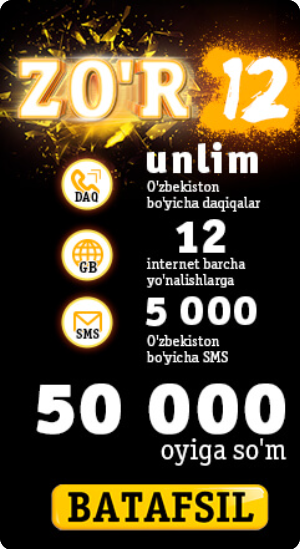 ZO'R 12
unlim
DAQ
O'zbekiston
bo'yicha daqiqalar
12
GB
internet barcha
yo'nalishlarga
5 000
SMS
O'zbekiston
bo'yicha SMS
50 000
oyiga so'm
BATAFSIL